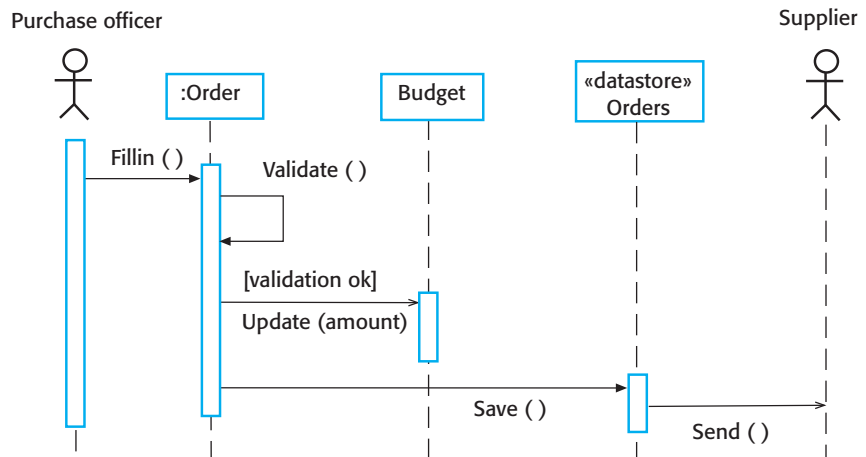 Purchase officer
Supplier
:Order
Budget
«datastore»
Orders
Fillin ( )
Validate ( )
[validation ok]
Update (amount)
Save ( )
Send ( )